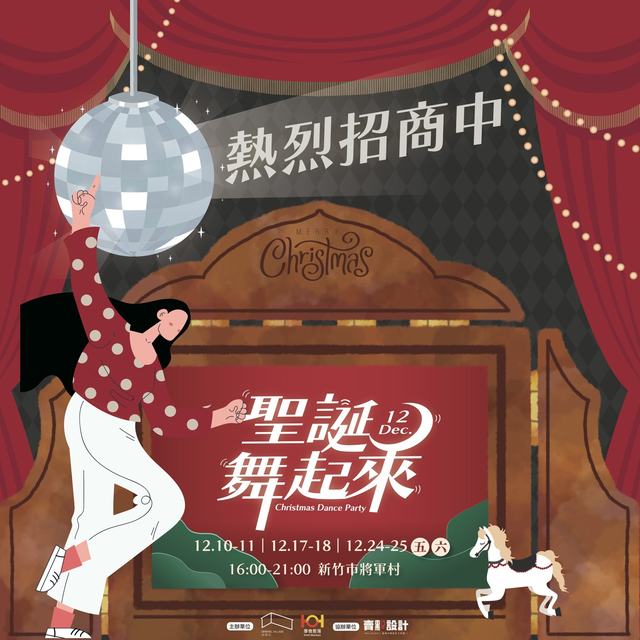 熱烈招商中
MERRY
Christmas
聖誕
12
Dec.
舞起來
Christmas Dance Party
12.10-11 | 12.17-18 | 12.24-25 五 六
16:00-21:00 新竹市將軍村
主辦單位
協辦單位